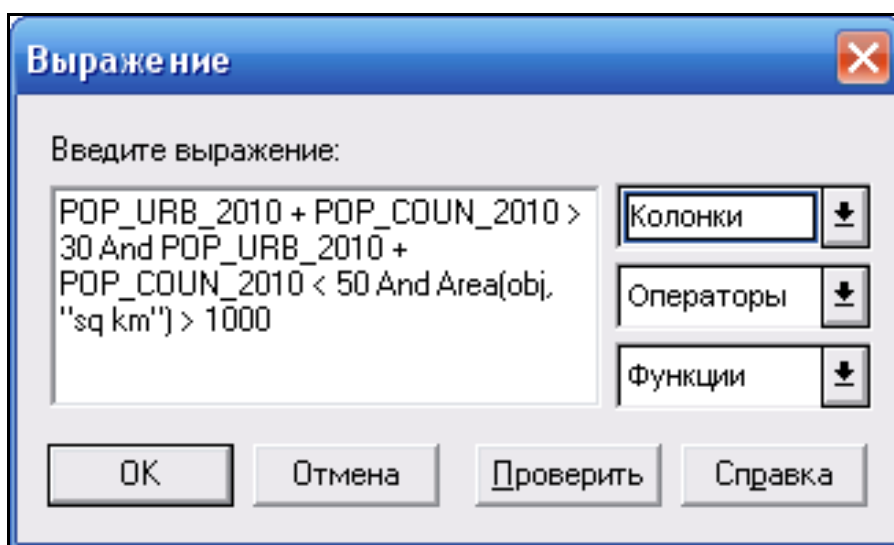 Выражение
Введите выражение:
POP_URB_2010 + POP_COUN_2010 >
30 And POP_URB_2010 +
POP_COUN_2010 < 50 And Area(obj,
"sq km") > 1000
Колонки
Операторы
Функции
OK
Отмена
Проверить
Справка